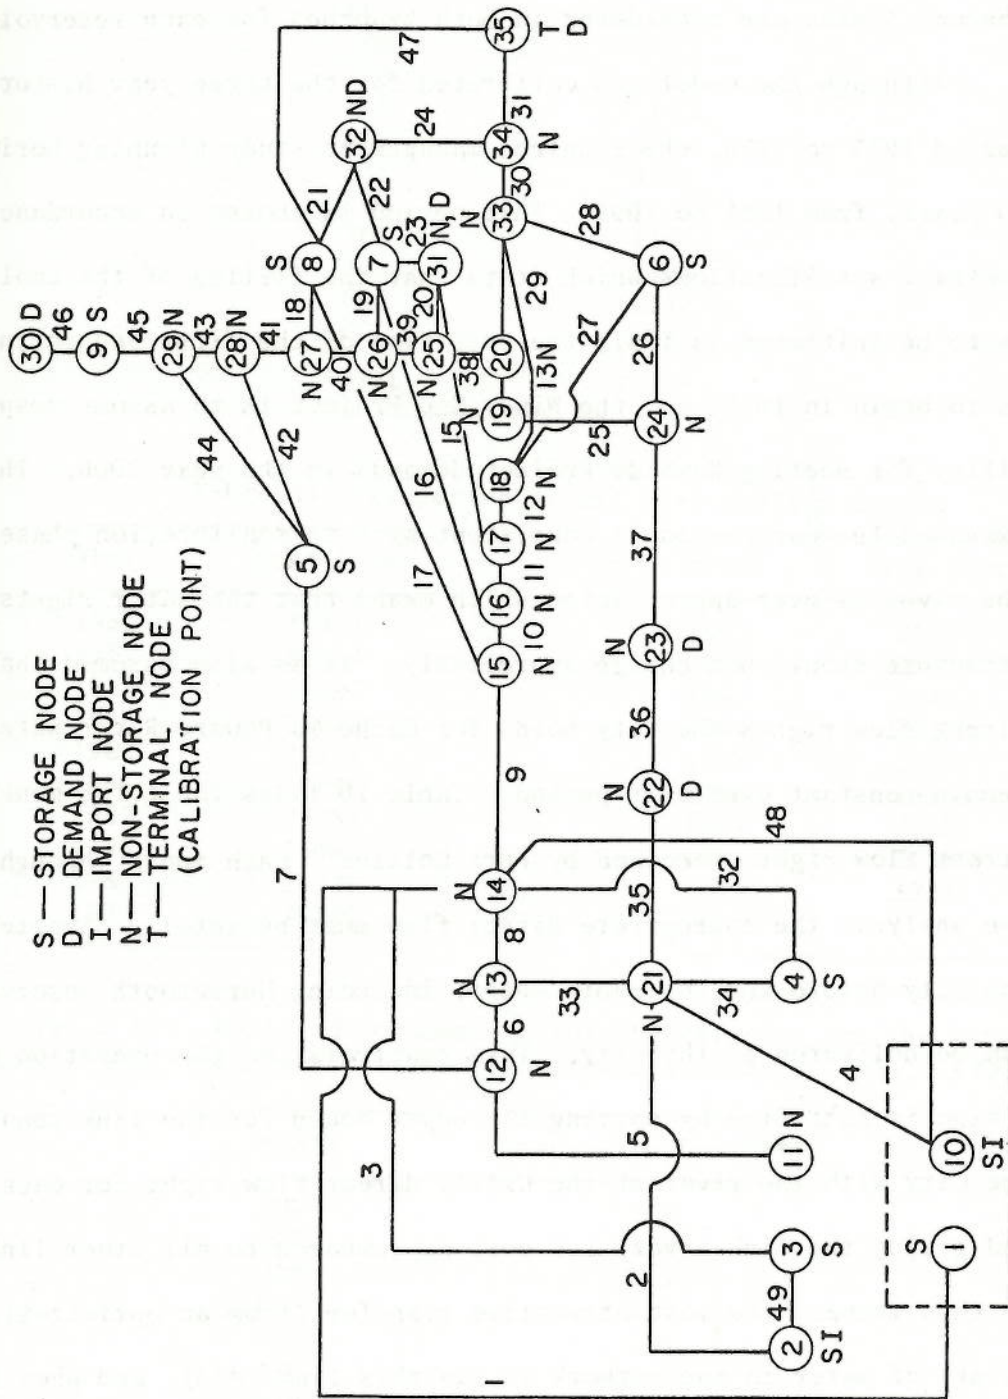 S — STORAGE NODE
D — DEMAND NODE
I — IMPORT NODE
N — NON-STORAGE NODE
T — TERMINAL NODE
(CALIBRATION POINT)
30 D
46
9 S
45
29 N
43
28 N
41
N 27
18
8 S
21
47
44
42
5
S
7
40
N 26
19
7 S
22
32 ND
24
39
23
N 25
20
31 N, D
38
1
3
17
16
15
14 N
9
15 N
10
16 N
11
17 N
12
18 N
13N
N 19
20
29
33 N
30
34 N
31
35 T
D
8
13 N
6
12 N
33
32
48
27
28
25
26
6 S
24 N
37
23 N
D
36
22 N
D
35
21 N
34
4 S
5
11 N
2
4
49
3 S
2 SI
10 SI
1 S